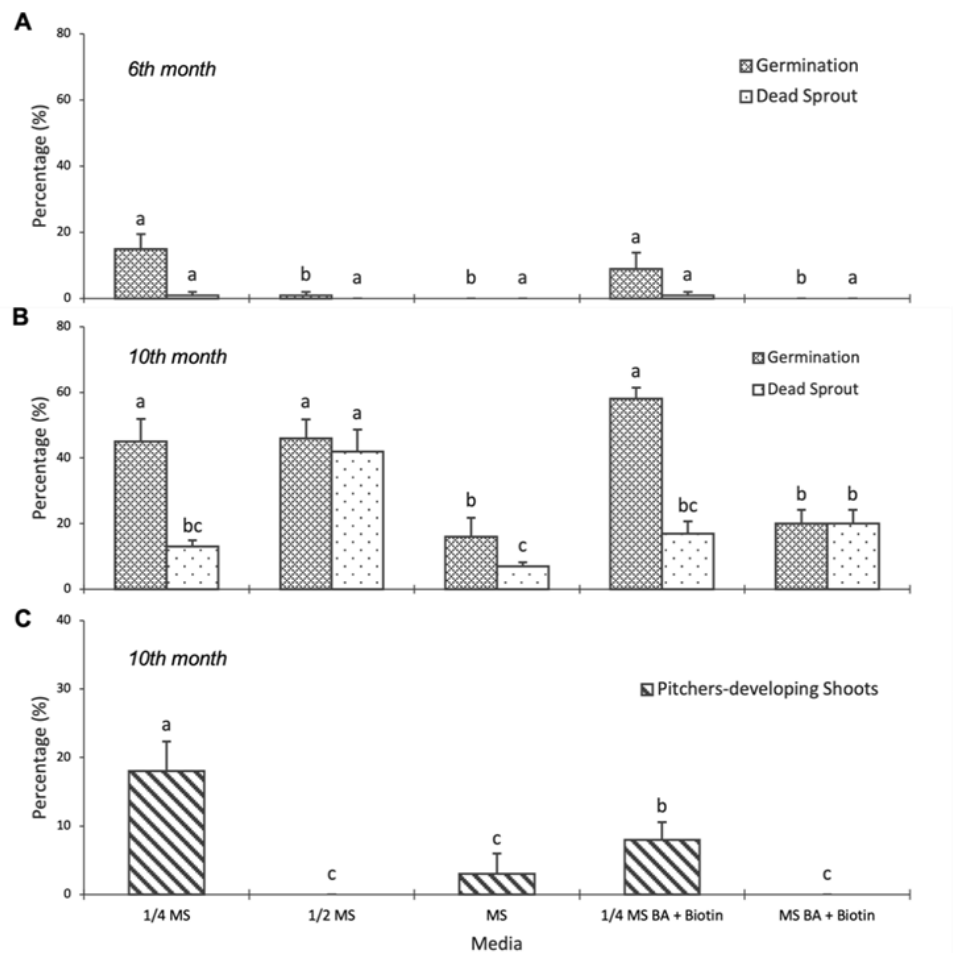 A
80
6th month
Germination
Dead Sprout
60
40
20
0
Percentage (%)
a
a
b
a
b
a
a
a
b
a
B
80
10th month
Germination
Dead Sprout
60
40
20
0
Percentage (%)
a
bc
a
a
b
c
a
bc
b
b
C
40
10th month
Pitchers-developing Shoots
30
20
10
0
Percentage (%)
a
c
c
b
c
1/4 MS
1/2 MS
MS
1/4 MS BA + Biotin
MS BA + Biotin
Media